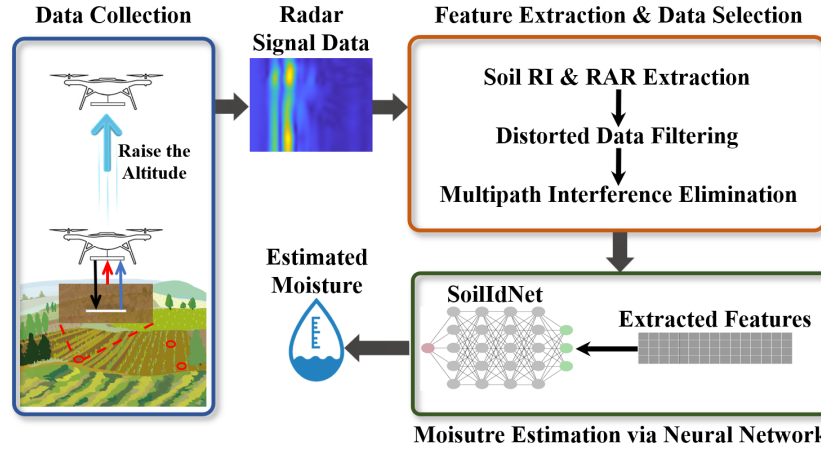 Data Collection
Radar
Signal Data
Feature Extraction & Data Selection
Raise the
Altitude
Soil RI & RAR Extraction
Distorted Data Filtering
Multipath Interference Elimination
Estimated
Moisture
SoilIdNet
Extracted Features
Moisutre Estimation via Neural Network